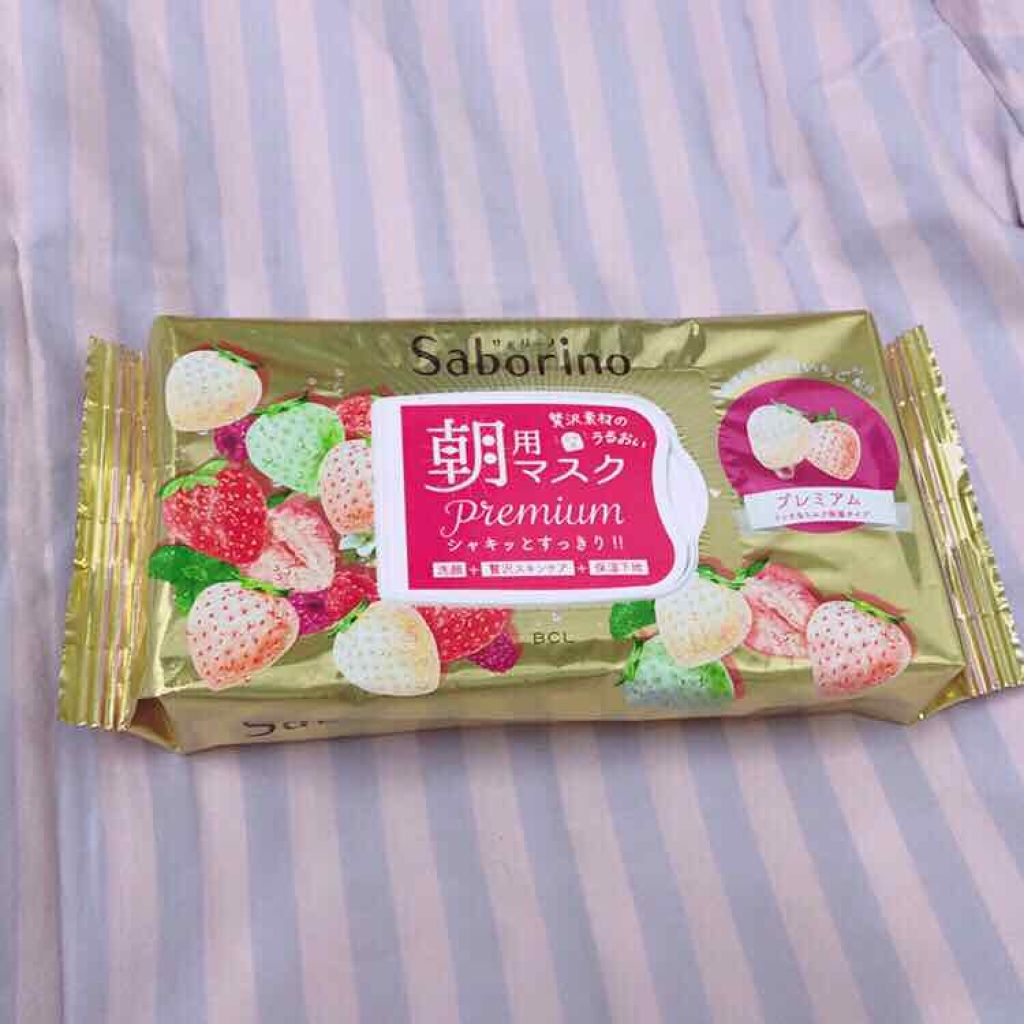 サボリーノ
Saborino
贅沢素材の
うるおい
朝用マスク
Premium
シャキッとすっきり!!
洗顔+贅沢スキンケア+保湿下地
BCL
プレミアム